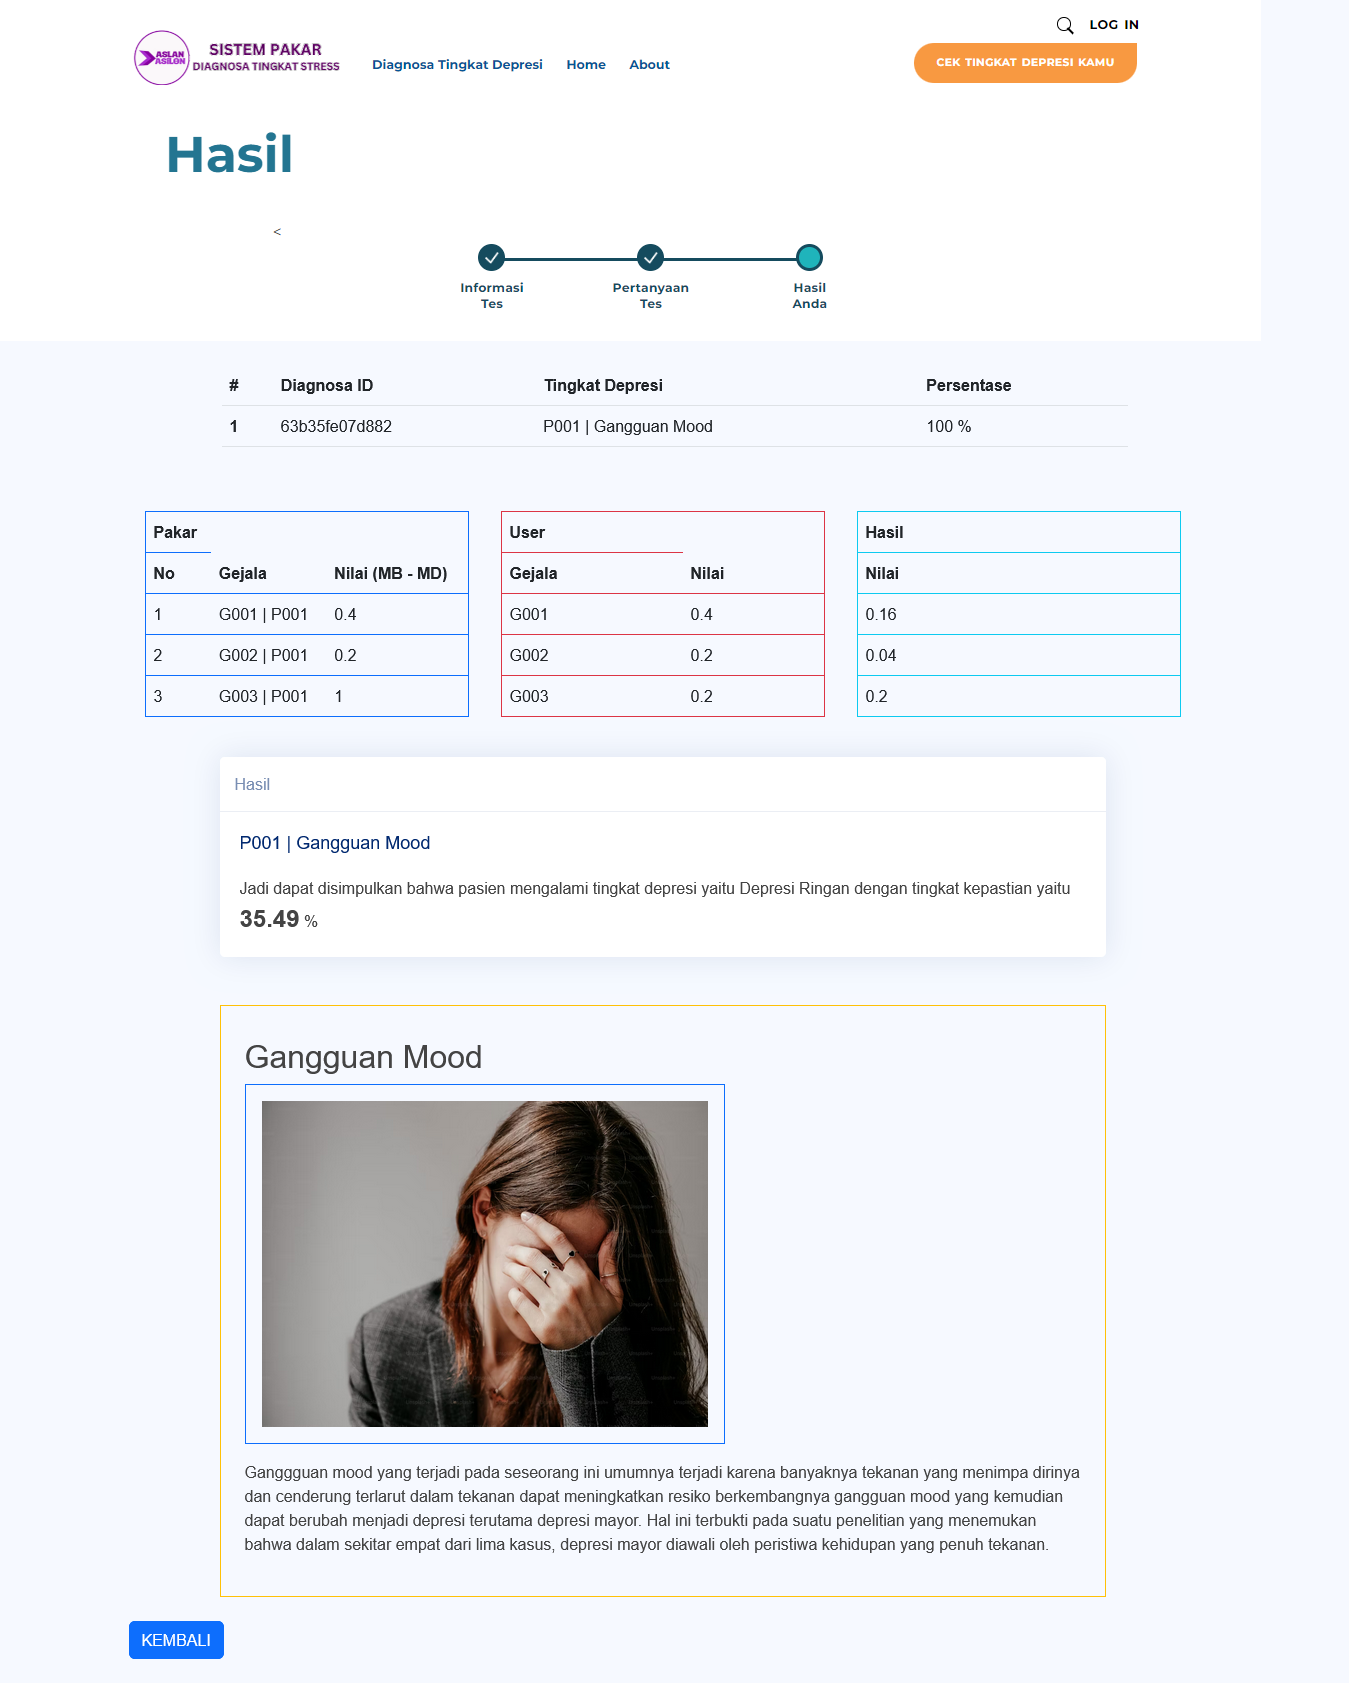 LOG IN
ASLAN
ASILON
SISTEM PAKAR
DIAGNOSA TINGKAT STRESS
Diagnosa Tingkat Depresi Home About
CEK TINGKAT DEPRESI KAMU
Hasil
<
Informasi
Tes
Pertanyaan
Tes
Hasil
Anda
# Diagnosa ID Tingkat Depresi Persentase
1 63b35fe07d882 P001 | Gangguan Mood 100 %
Pakar
No Gejala Nilai (MB - MD)
1 G001 | P001 0.4
2 G002 | P001 0.2
3 G003 | P001 1
User
Gejala Nilai
G001 0.4
G002 0.2
G003 0.2
Hasil
Nilai
0.16
0.04
0.2
Hasil
P001 | Gangguan Mood
Jadi dapat disimpulkan bahwa pasien mengalami tingkat depresi yaitu Depresi Ringan dengan tingkat kepastian yaitu
35.49 %
Gangguan Mood
Ganggguan mood yang terjadi pada seseorang ini umumnya terjadi karena banyaknya tekanan yang menimpa dirinya
dan cenderung terlarut dalam tekanan dapat meningkatkan resiko berkembangnya gangguan mood yang kemudian
dapat berubah menjadi depresi terutama depresi mayor. Hal ini terbukti pada suatu penelitian yang menemukan
bahwa dalam sekitar empat dari lima kasus, depresi mayor diawali oleh peristiwa kehidupan yang penuh tekanan.
KEMBALI